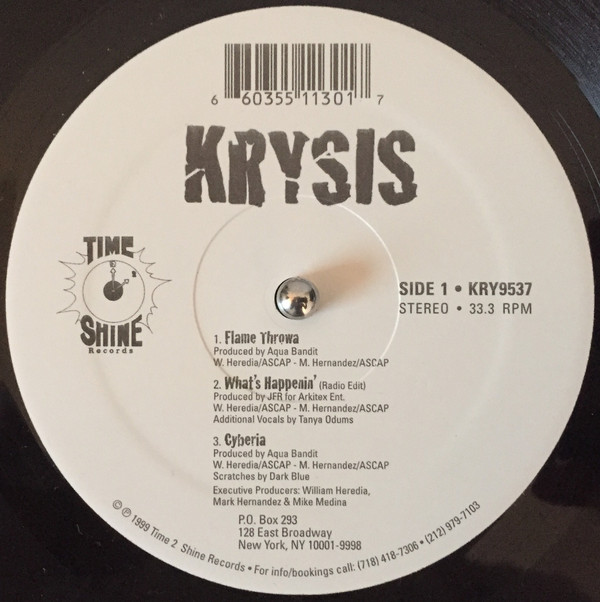 6 60355 11301 7
KRYSIS
TIME
2
SHINE
Records
SIDE 1 • KRY9537
STEREO • 33.3 RPM
1. Flame Throwa
Produced by Aqua Bandit
W. Heredia/ASCAP - M. Hernandez/ASCAP
2. What's Happenin' (Radio Edit)
Produced by JFR for Arkitex Ent.
W. Heredia/ASCAP - M. Hernandez/ASCAP
Additional Vocals by Tanya Odums
3. Cyberia
Produced by Aqua Bandit
W. Heredia/ASCAP - M. Hernandez/ASCAP
Scratches by Dark Blue
Executive Producers: William Heredia,
Mark Hernandez & Mike Medina
P.O. Box 293
128 East Broadway
New York, NY 10001-9998
© ℗ 1999 Time 2 Shine Records • For info/bookings call: (718) 418-7306 • (212) 979-7103